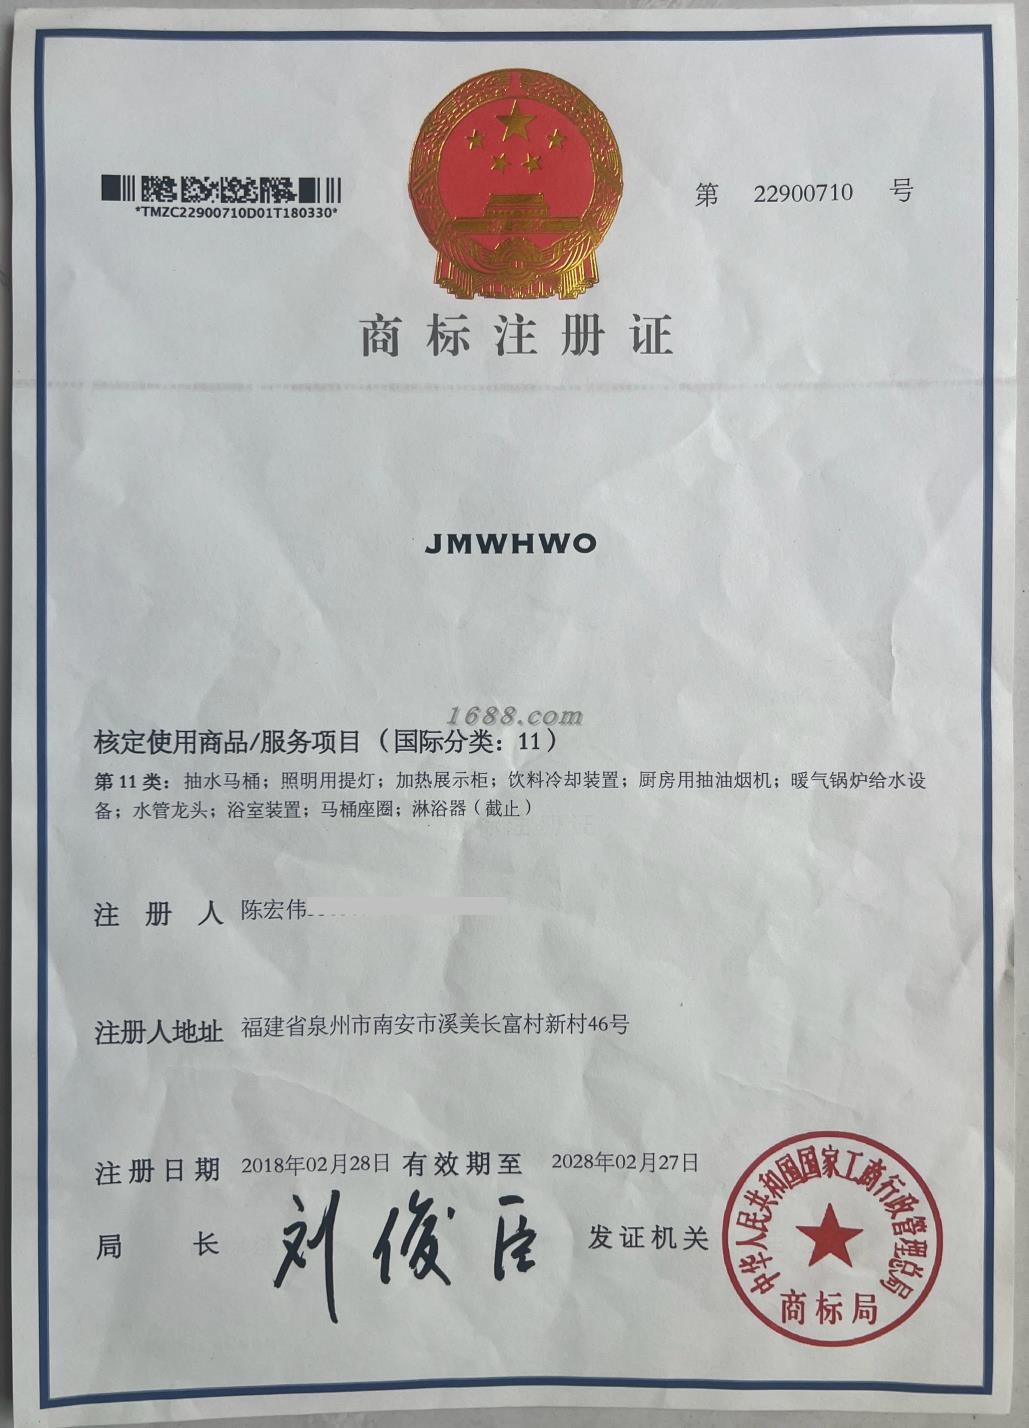 *TMZC22900710D01T180330*
第 22900710 号
商标注册证
JMWHWO
1688.com
核定使用商品/服务项目（国际分类：11）
第11类：抽水马桶；照明用提灯；加热展示柜；饮料冷却装置；厨房用抽油烟机；暖气锅炉给水设
备；水管龙头；浴室装置；马桶座圈；淋浴器（截止）
注册人 陈宏伟
注册人地址 福建省泉州市南安市溪美长富村新村46号
注册日期 2018年02月28日 有效期至 2028年02月27日
局长 刘俊臣 发证机关
中华人民共和国国家工商行政管理总局
商标局